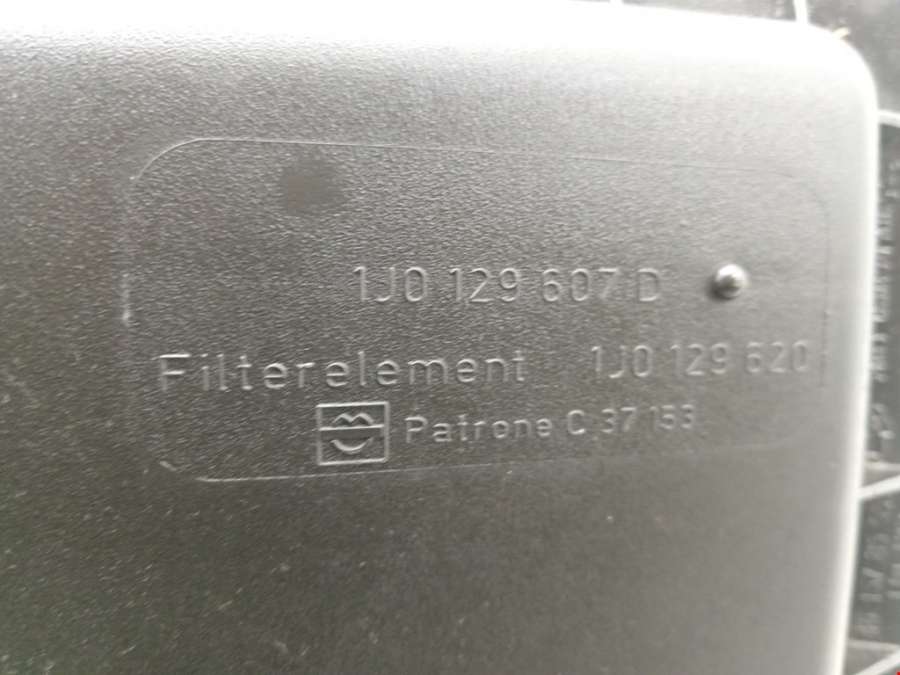 1J0 129 607 D
Filterelement 1J0 129 620
Patrone C 37 153